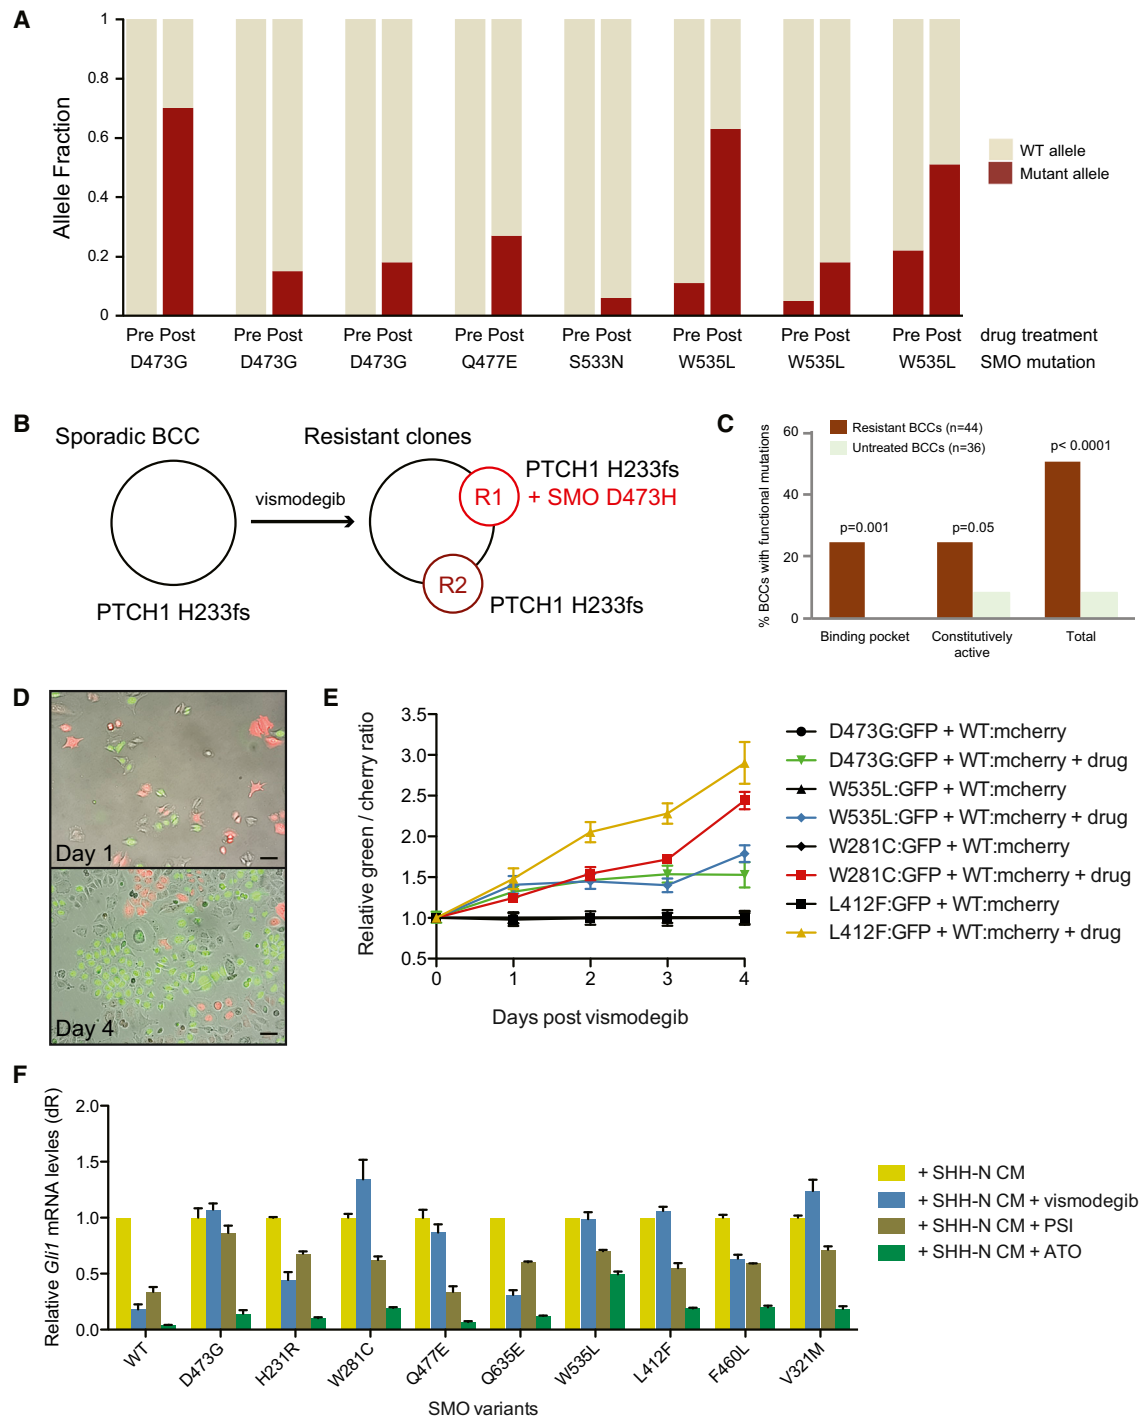 A
1
0.8
0.6
0.4
0.2
0
Allele Fraction
WT allele
Mutant allele
Pre Post Pre Post Pre Post Pre Post Pre Post Pre Post Pre Post Pre Post drug treatment
D473G D473G D473G Q477E S533N W535L W535L W535L SMO mutation
B
Sporadic BCC
Resistant clones
vismodegib
PTCH1 H233fs
R1
PTCH1 H233fs
+ SMO D473H
R2
PTCH1 H233fs
C
% BCCs with functional mutations
60
40
20
0
Resistant BCCs (n=44)
Untreated BCCs (n=36)
p=0.001
p=0.05
p< 0.0001
Binding pocket
Constitutively
active
Total
D
Day 1
Day 4
E
Relative green / cherry ratio
3.5
3.0
2.5
2.0
1.5
1.0
0.5
0 1 2 3 4
Days post vismodegib
D473G:GFP + WT:mcherry
D473G:GFP + WT:mcherry + drug
W535L:GFP + WT:mcherry
W535L:GFP + WT:mcherry + drug
W281C:GFP + WT:mcherry
W281C:GFP + WT:mcherry + drug
L412F:GFP + WT:mcherry
L412F:GFP + WT:mcherry + drug
F
Relative Gli1 mRNA levles (dR)
2.0
1.5
1.0
0.5
0.0
WT D473G H231R W281C Q477E Q635E W535L L412F F460L V321M
SMO variants
+ SHH-N CM
+ SHH-N CM + vismodegib
+ SHH-N CM + PSI
+ SHH-N CM + ATO